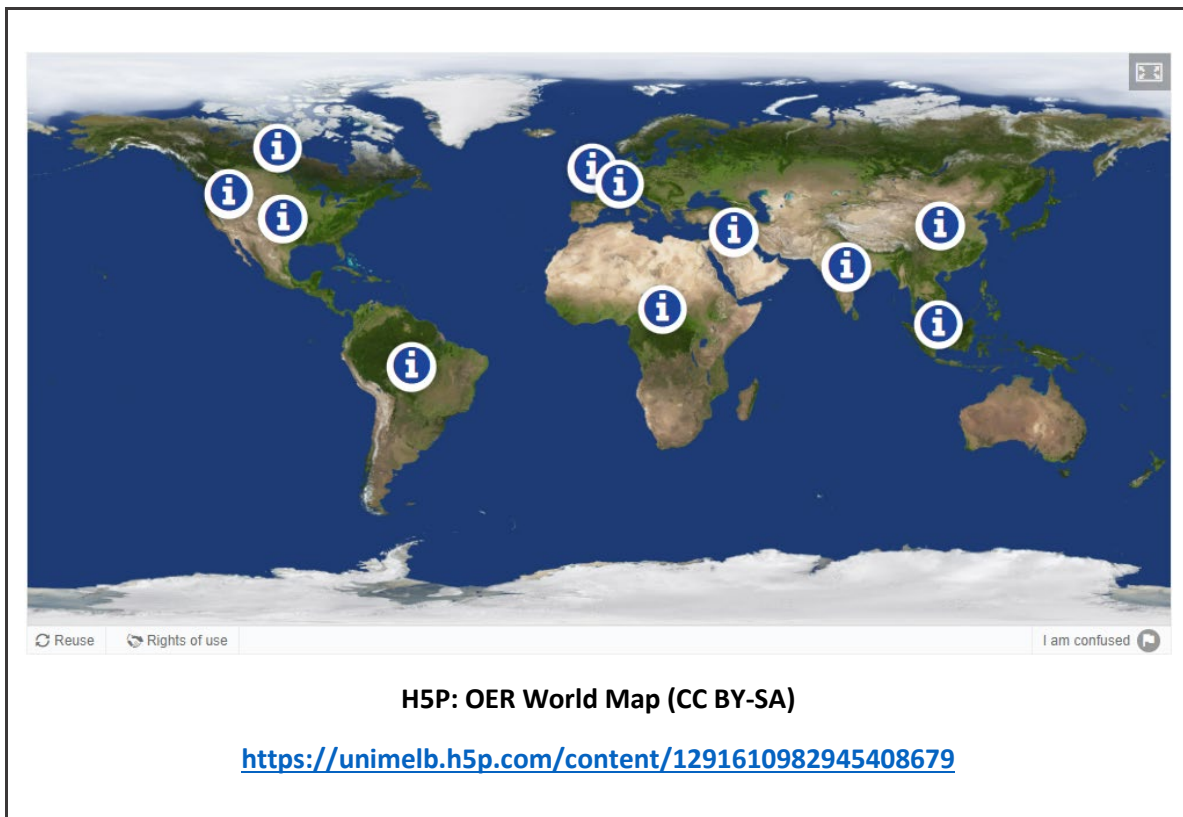 Reuse Rights of use I am confused
H5P: OER World Map (CC BY-SA)
https://unimelb.h5p.com/content/1291610982945408679